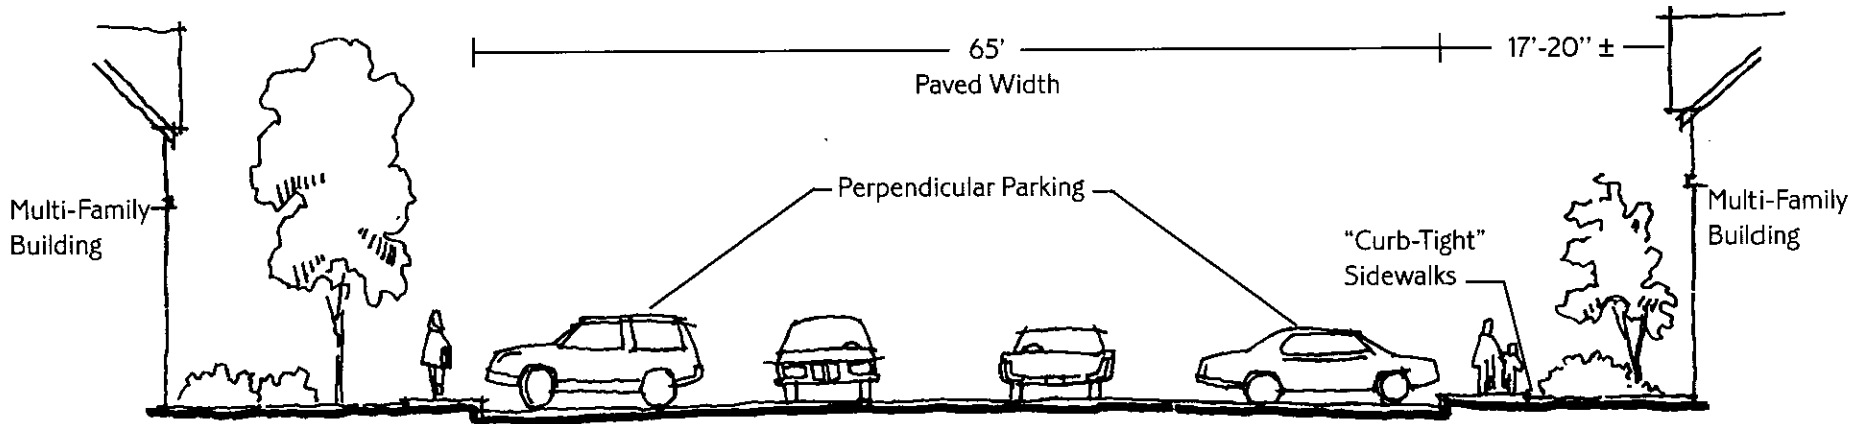 65'
Paved Width
17'-20" ±
Perpendicular Parking
Multi-Family
Building
"Curb-Tight"
Sidewalks
Multi-Family
Building